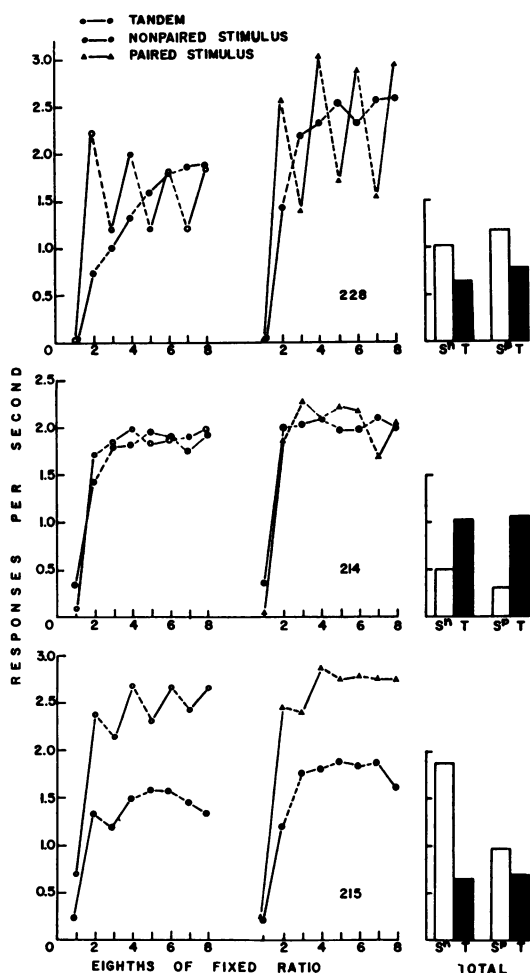 TANDEM
NONPAIRED STIMULUS
PAIRED STIMULUS
3.0
2.5
2.0
1.5
1.0
0.5
0
2 4 6 8
2 4 6 8
228
Sⁿ T Sᵖ T
2.5
2.0
1.5
1.0
0.5
0
2 4 6 8
2 4 6 8
214
Sⁿ T Sᵖ T
3.0
2.5
2.0
1.5
1.0
0.5
0
2 4 6 8
2 4 6 8
215
Sⁿ T Sᵖ T
RESPONSES PER SECOND
EIGHTHS OF FIXED RATIO
TOTAL